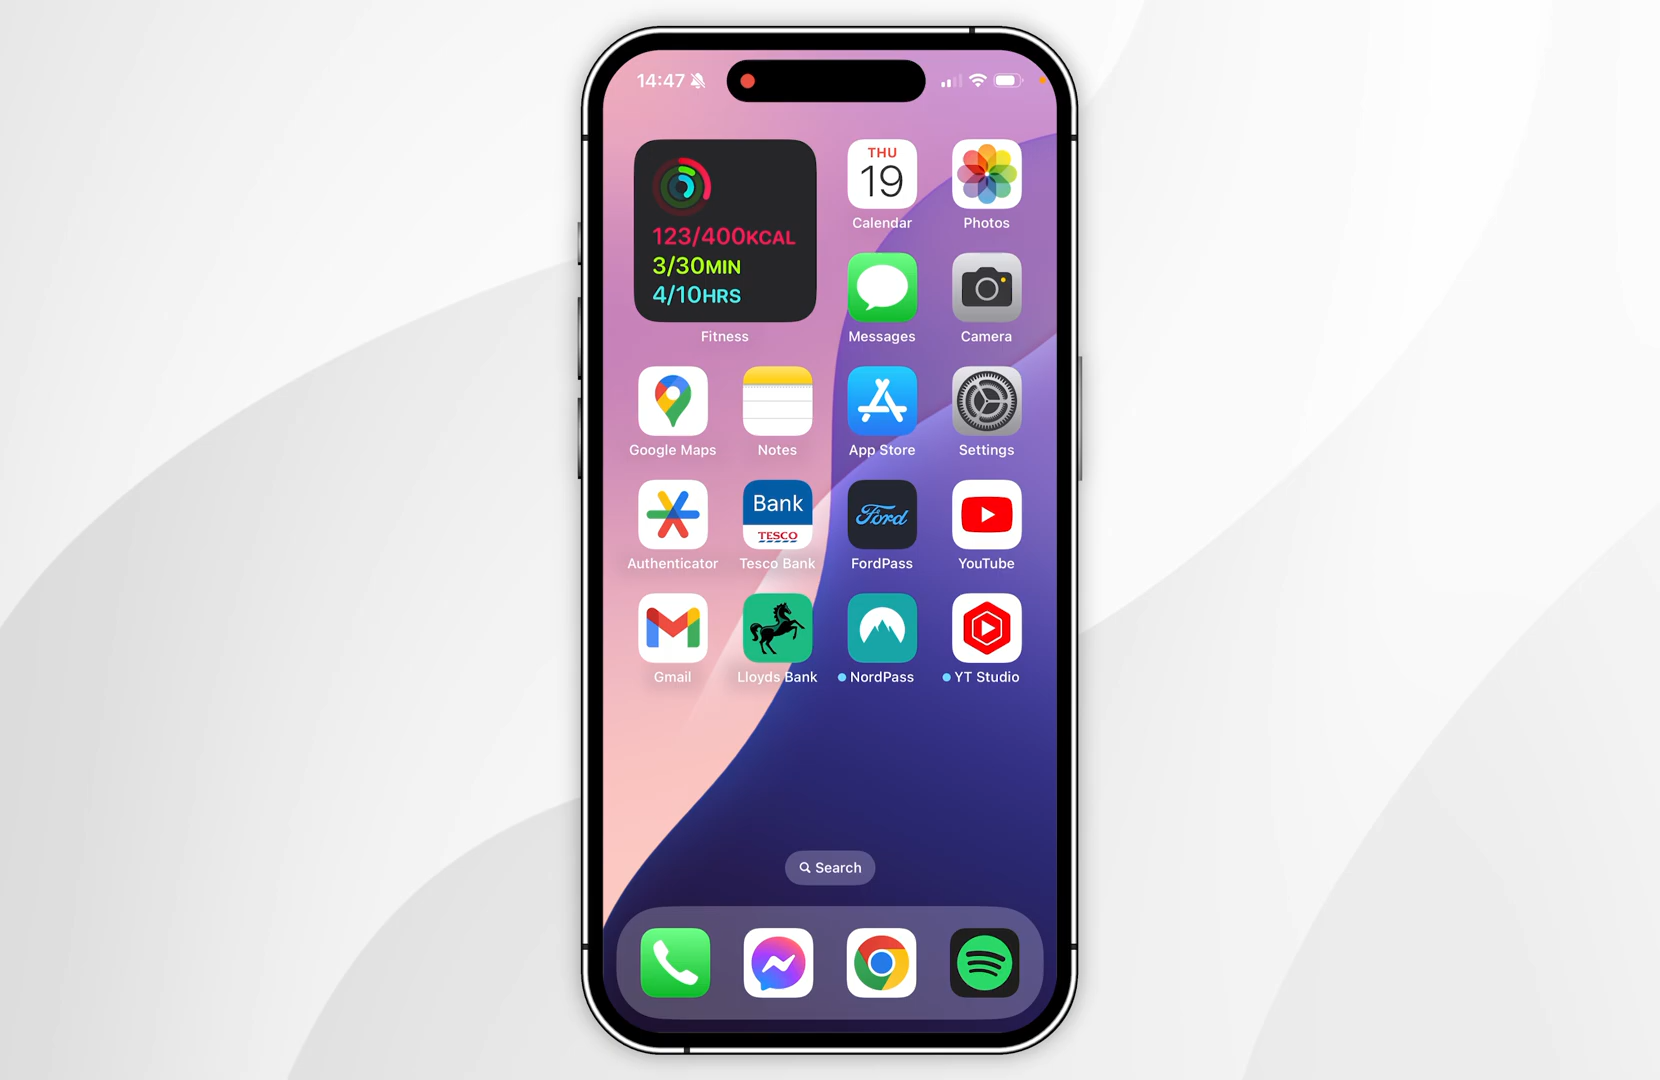 14:47
THU
19
Calendar
Photos
123/400KCAL
3/30MIN
4/10HRS
Fitness
Messages
Camera
Google Maps
Notes
App Store
Settings
Bank
TESCO
Ford
Authenticator
Tesco Bank
FordPass
YouTube
Gmail
Lloyds Bank
NordPass
YT Studio
Search